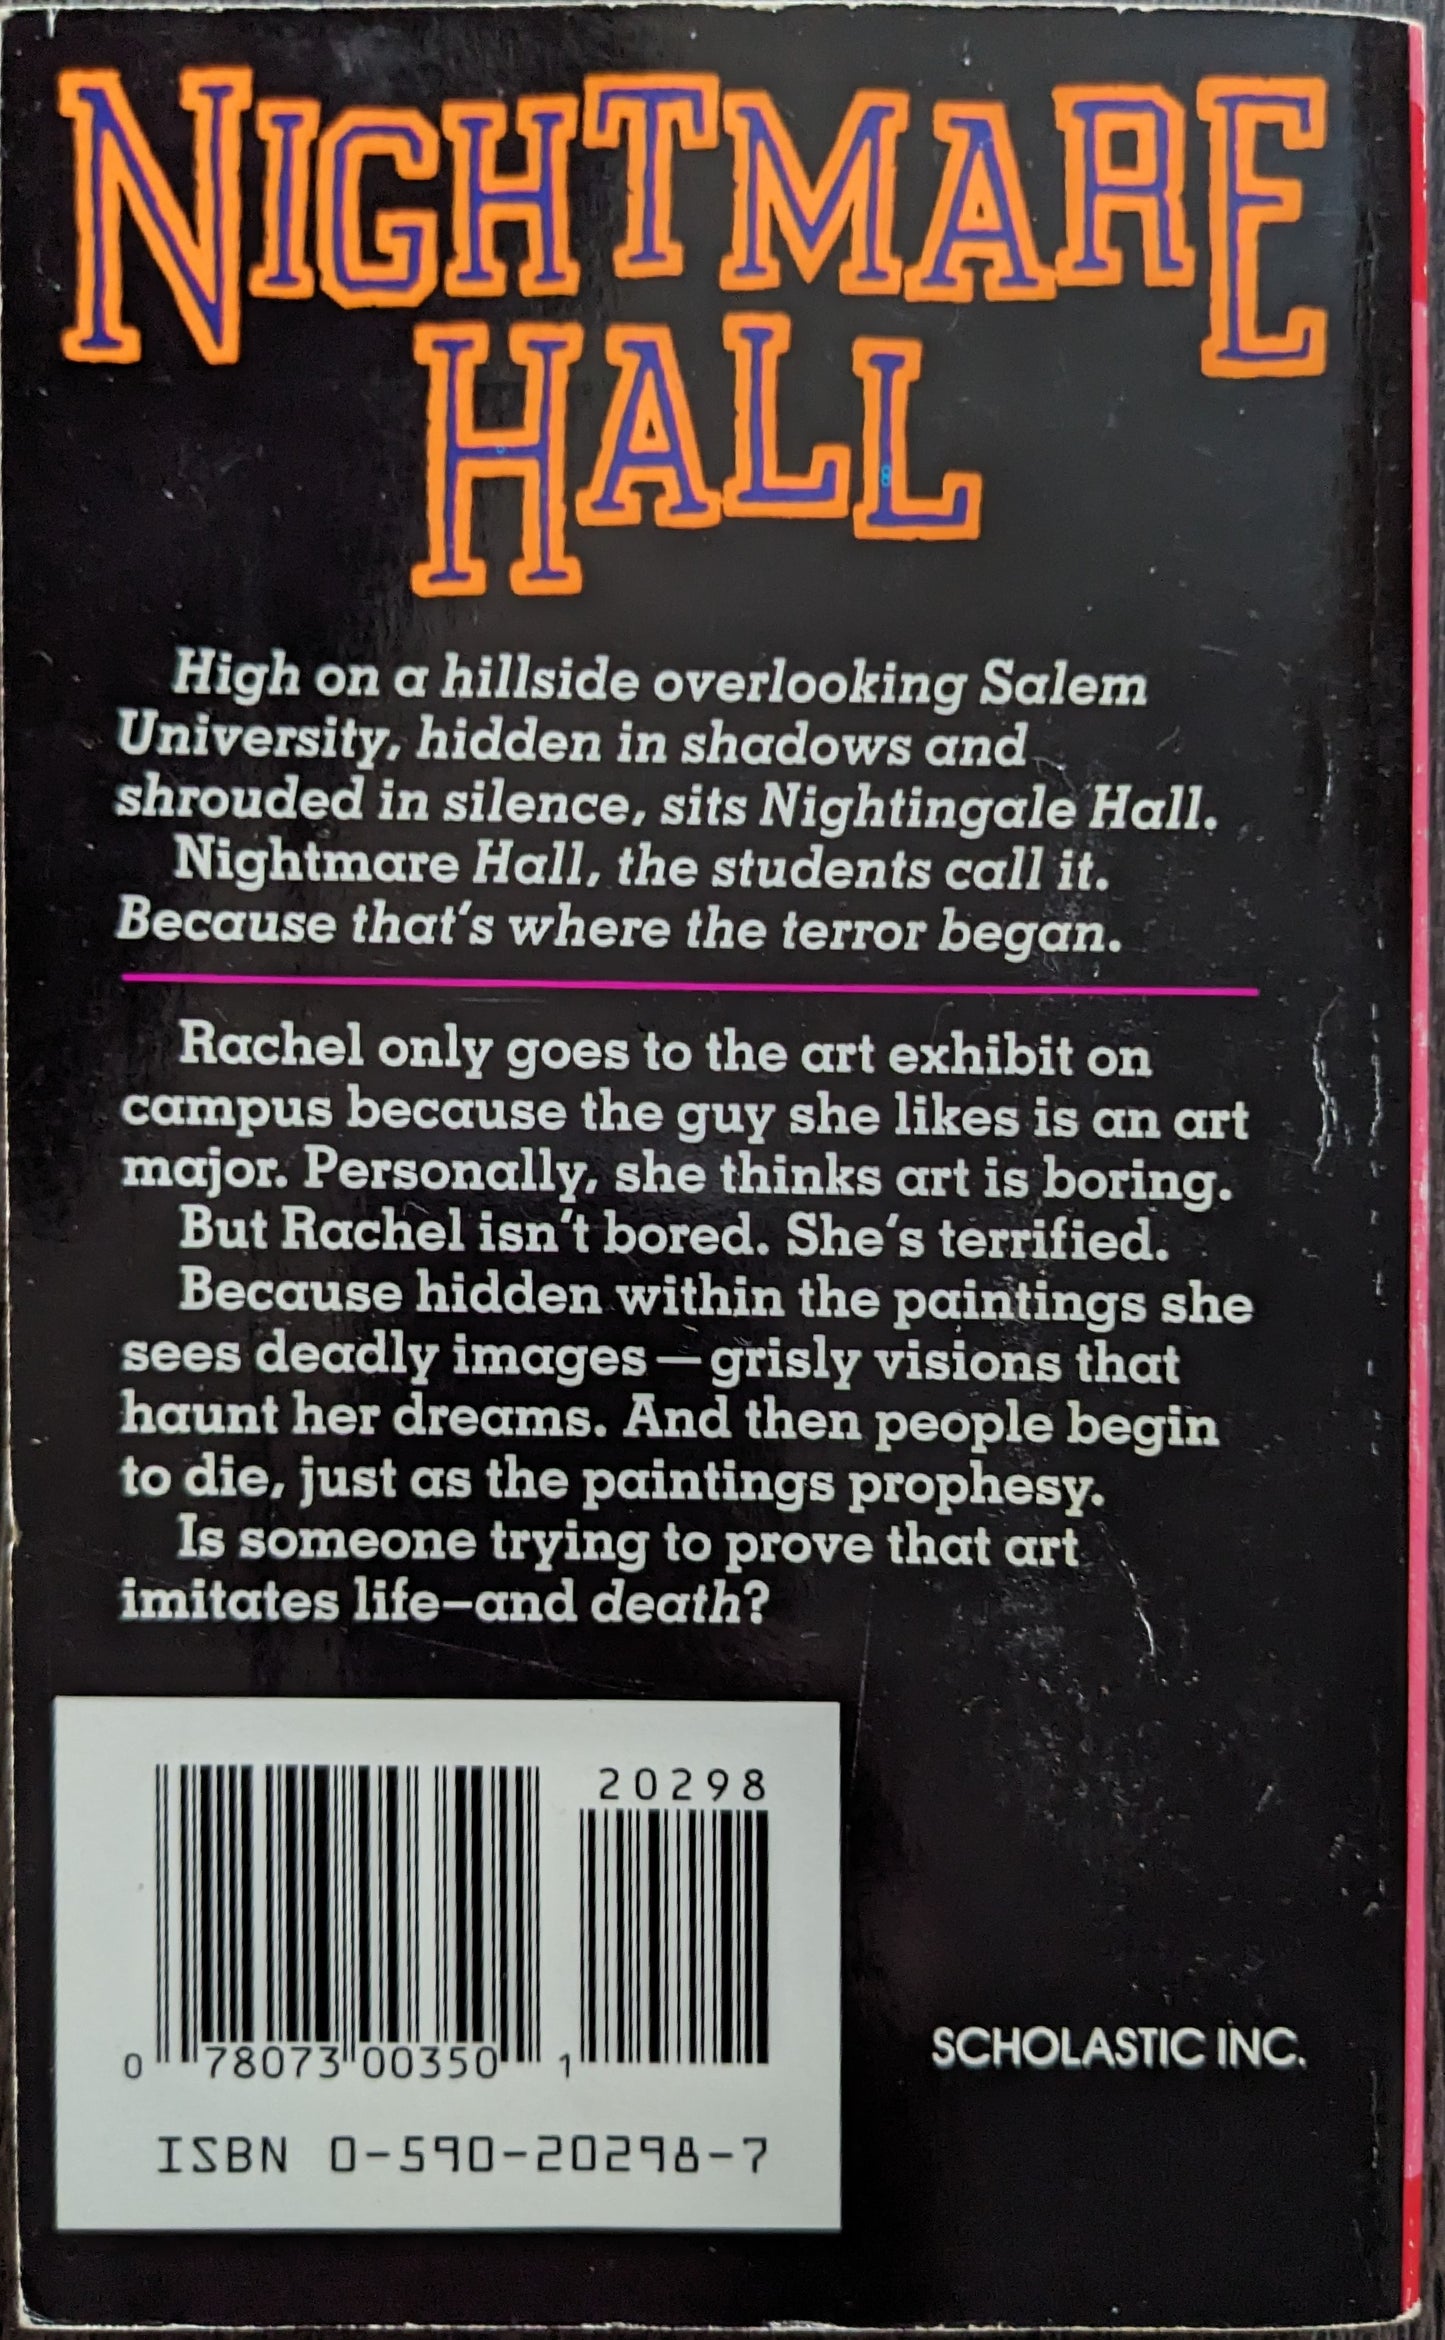 NIGHTMARE
HALL
High on a hillside overlooking Salem
University, hidden in shadows and
shrouded in silence, sits Nightingale Hall.
Nightmare Hall, the students call it.
Because that's where the terror began.
Rachel only goes to the art exhibit on
campus because the guy she likes is an art
major. Personally, she thinks art is boring.
But Rachel isn't bored. She's terrified.
Because hidden within the paintings she
sees deadly images—grisly visions that
haunt her dreams. And then people begin
to die, just as the paintings prophesy.
Is someone trying to prove that art
imitates life–and death?
20298
0 78073 00350 1
ISBN 0-590-20298-7
SCHOLASTIC INC.